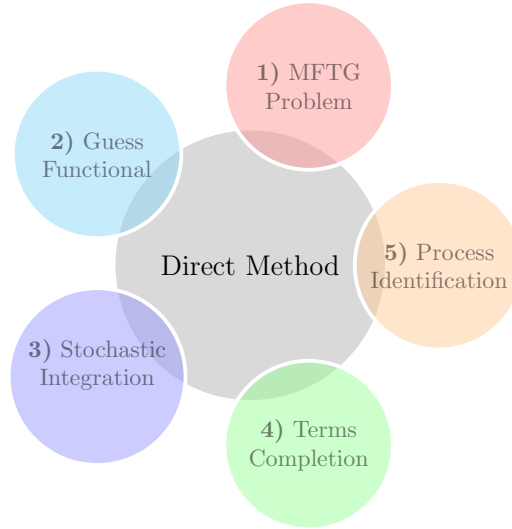 1) MFTG
Problem
2) Guess
Functional
3) Stochastic
Integration
4) Terms
Completion
5) Process
Identification
Direct Method